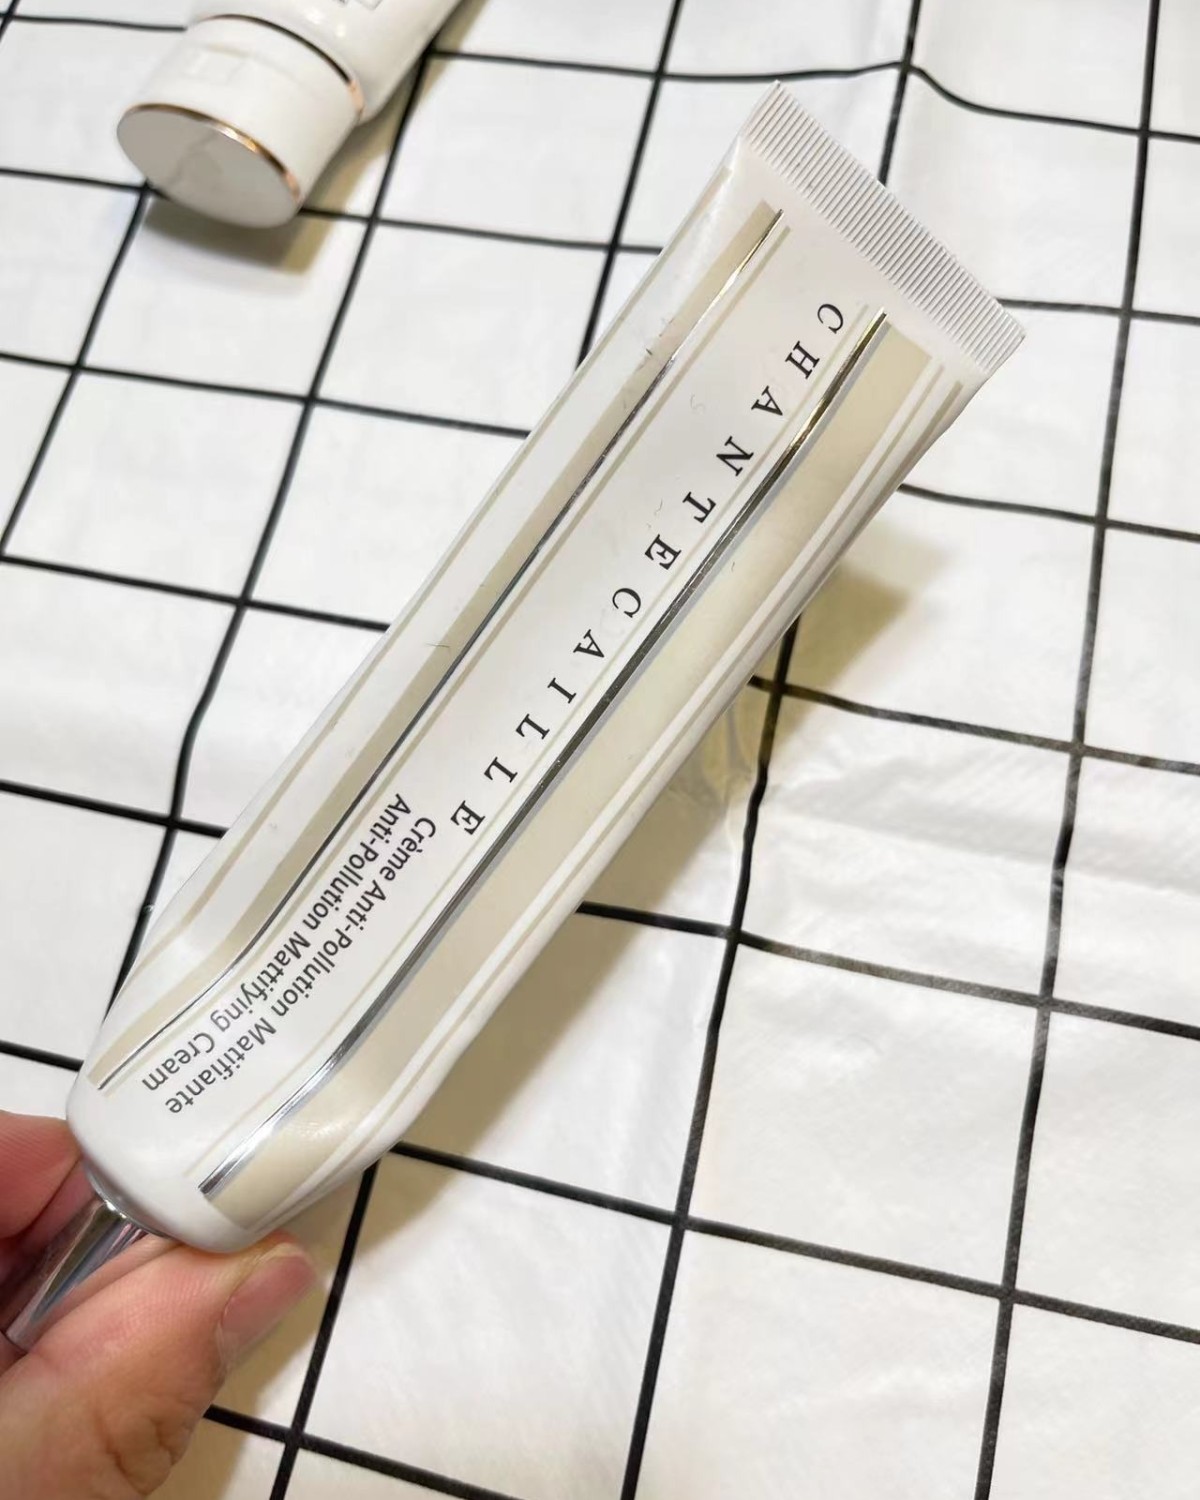 CHANTECAILLE
Crème Anti-Pollution Matifiante
Anti-Pollution Mattifying Cream